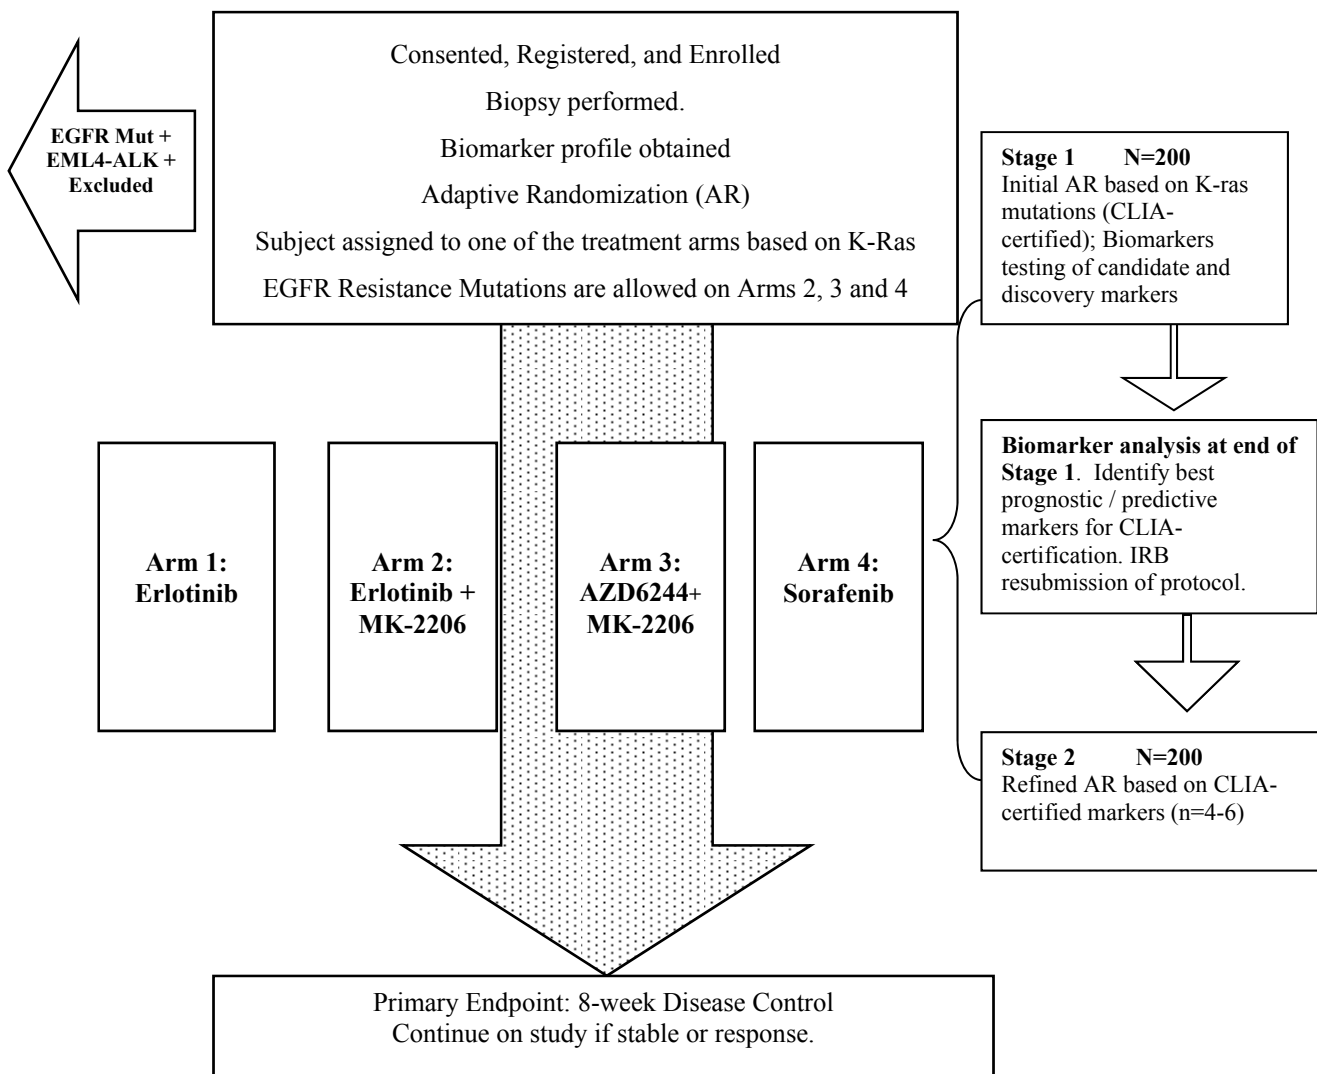 Consented, Registered, and Enrolled
Biopsy performed.
Biomarker profile obtained
Adaptive Randomization (AR)
Subject assigned to one of the treatment arms based on K-Ras
EGFR Resistance Mutations are allowed on Arms 2, 3 and 4
EGFR Mut +
EML4-ALK +
Excluded
Stage 1 N=200
Initial AR based on K-ras
mutations (CLIA-
certified); Biomarkers
testing of candidate and
discovery markers
Biomarker analysis at end of
Stage 1. Identify best
prognostic / predictive
markers for CLIA-
certification. IRB
resubmission of protocol.
Stage 2 N=200
Refined AR based on CLIA-
certified markers (n=4-6)
Arm 1:
Erlotinib
Arm 2:
Erlotinib +
MK-2206
Arm 3:
AZD6244+
MK-2206
Arm 4:
Sorafenib
Primary Endpoint: 8-week Disease Control
Continue on study if stable or response.